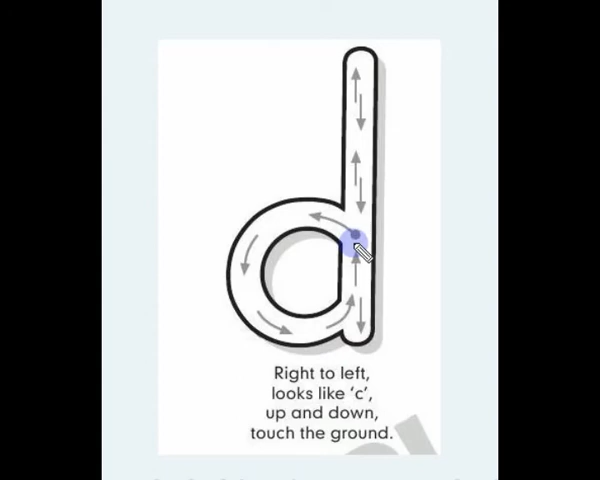 d
Right to left,
looks like 'c',
up and down,
touch the ground.